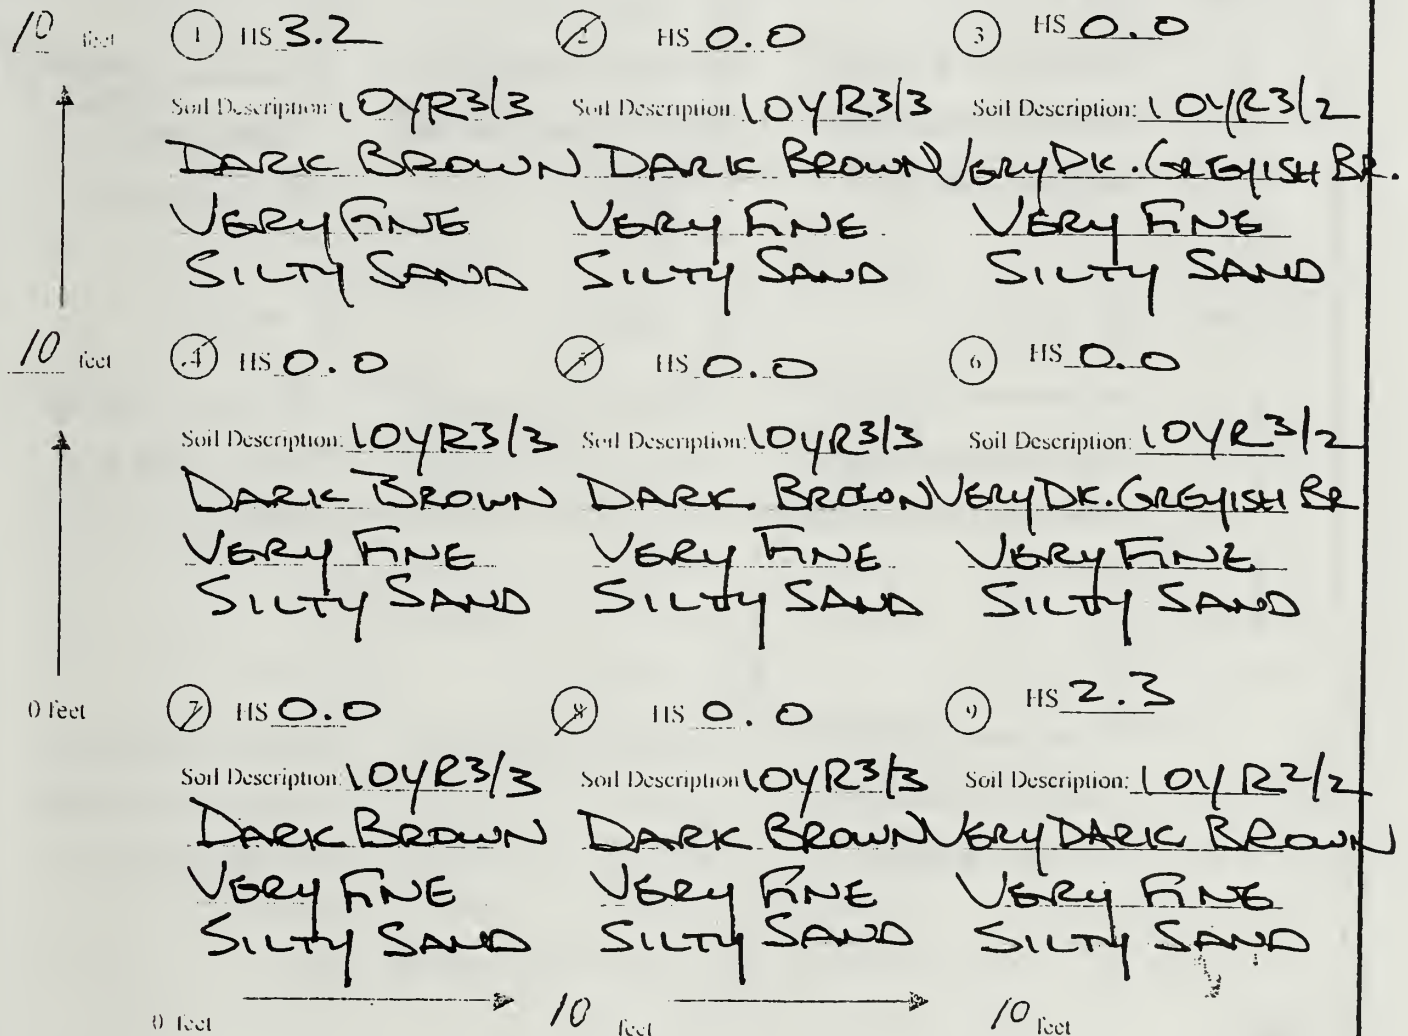 10 feet 1 HS 3.2 2 HS 0.0 3 HS 0.0
Soil Description: 10YR3/3 Soil Description: 10YR3/3 Soil Description: 10YR3/2
DARK BROWN DARK BROWN VERY DK. GREYISH BR.
VERY FINE VERY FINE VERY FINE
SILTY SAND SILTY SAND SILTY SAND
10 feet 4 HS 0.0 5 HS 0.0 6 HS 0.0
Soil Description: 10YR3/3 Soil Description: 10YR3/3 Soil Description: 10YR3/2
DARK BROWN DARK BROWN VERY DK. GREYISH BR
VERY FINE VERY FINE VERY FINE
SILTY SAND SILTY SAND SILTY SAND
0 feet 7 HS 0.0 8 HS 0.0 9 HS 2.3
Soil Description: 10YR3/3 Soil Description 10YR3/3 Soil Description: 10YR2/2
DARK BROWN DARK BROWN VERY DARK BROWN
VERY FINE VERY FINE VERY FINE
SILTY SAND SILTY SAND SILTY SAND
0 feet 10 feet 10 feet